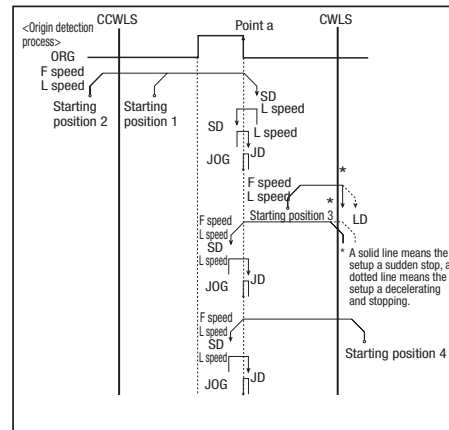 <Origin detection
process>
CCWLS
Point a
CWLS
ORG
F speed
L speed
Starting
position 2
Starting
position 1
SD
L speed
SD
L speed
JOG
JD
F speed
L speed
*
*
Starting position 3
LD
F speed
L speed
SD
L speed
JOG
JD
* A solid line means the
setup a sudden stop, a
dotted line means the
setup a decelerating
and stopping.
F speed
L speed
SD
L speed
JOG
JD
Starting position 4